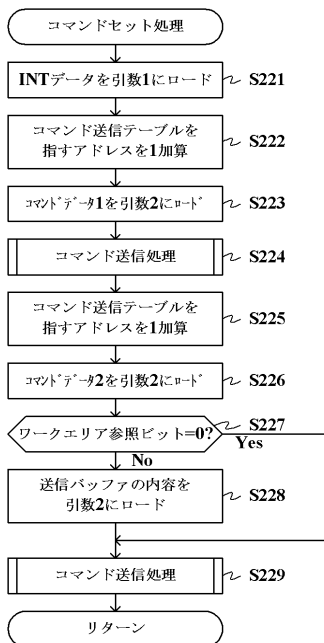 コマンドセット処理
INTデータを引数1にロード
S221
コマンド送信テーブルを
指すアドレスを1加算
S222
コマンドデータ1を引数2にロード
S223
コマンド送信処理
S224
コマンド送信テーブルを
指すアドレスを1加算
S225
コマンドデータ2を引数2にロード
S226
ワークエリア参照ビット=0?
S227
Yes
No
送信バッファの内容を
引数2にロード
S228
コマンド送信処理
S229
リターン